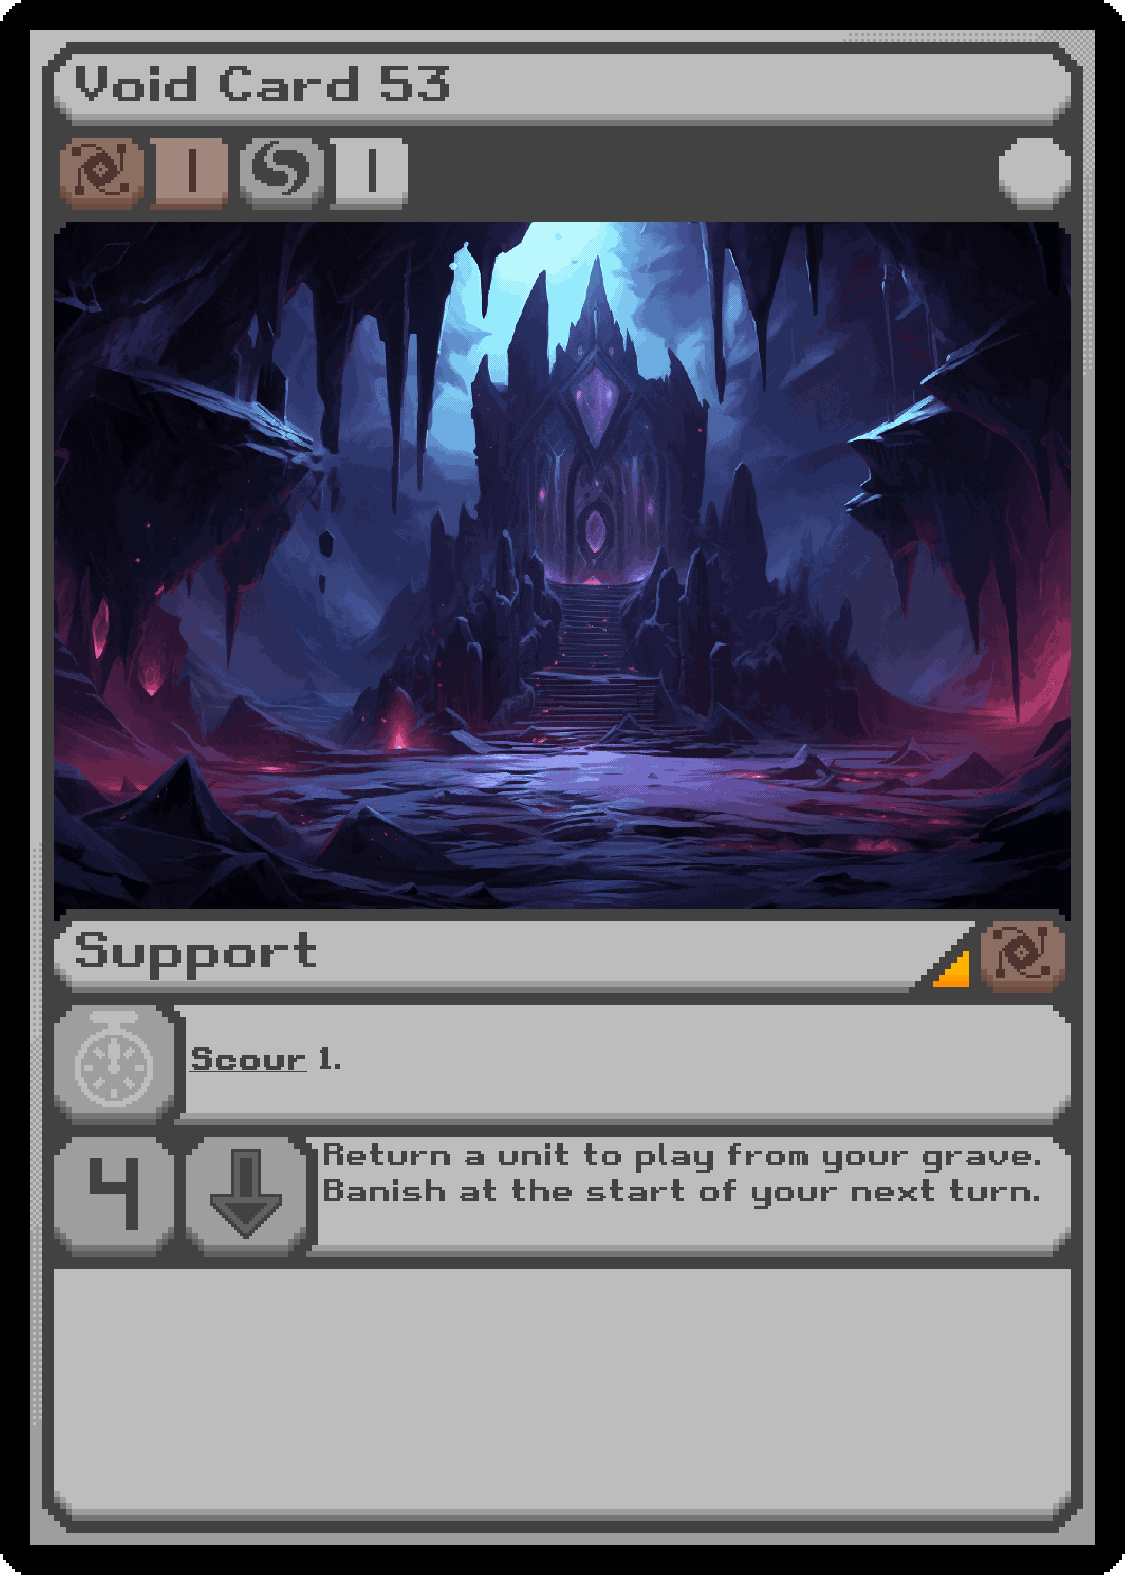 Void Card 53
1 1
Support
Scour 1.
4
Return a unit to play from your grave.
Banish at the start of your next turn.